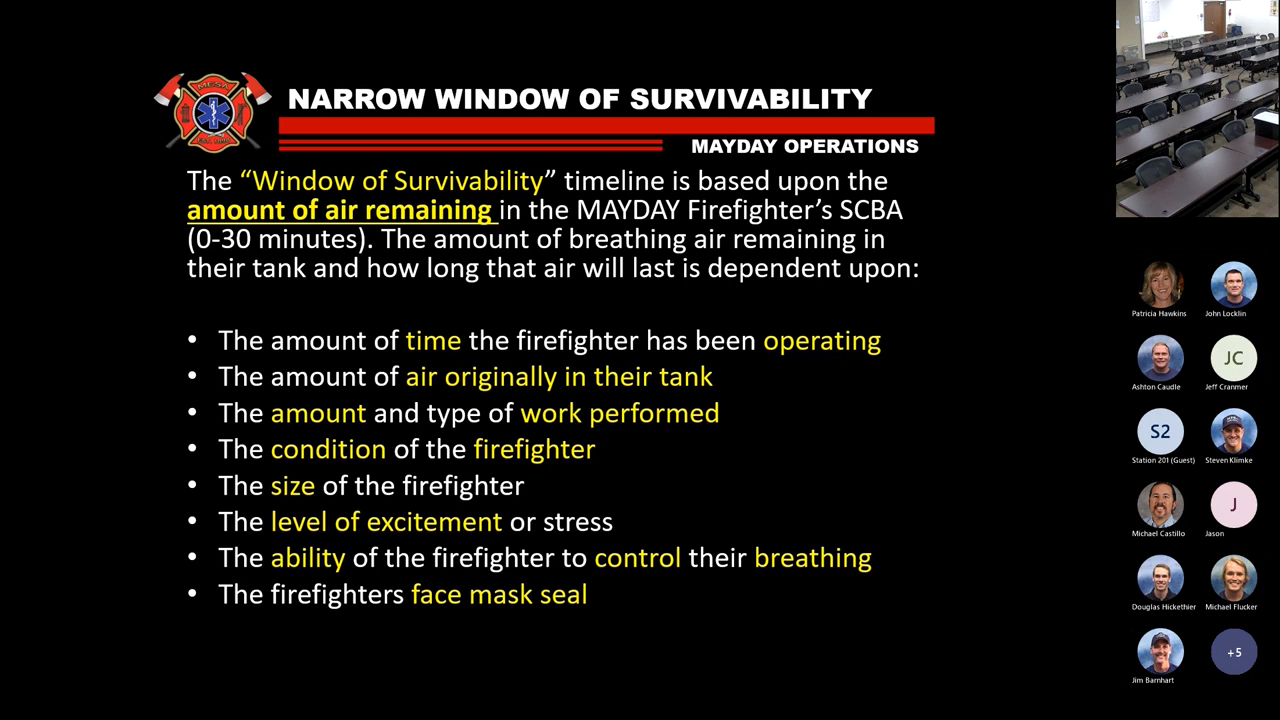 NARROW WINDOW OF SURVIVABILITY
MAYDAY OPERATIONS
The “Window of Survivability” timeline is based upon the
amount of air remaining in the MAYDAY Firefighter’s SCBA
(0-30 minutes). The amount of breathing air remaining in
their tank and how long that air will last is dependent upon:
• The amount of time the firefighter has been operating
• The amount of air originally in their tank
• The amount and type of work performed
• The condition of the firefighter
• The size of the firefighter
• The level of excitement or stress
• The ability of the firefighter to control their breathing
• The firefighters face mask seal
Patricia Hawkins
John Locklin
JC
Ashton Caudle
Jeff Cranmer
S2
Station 201 (Guest)
Steven Klimke
J
Michael Castillo
Jason
Douglas Hickethier
Michael Flucker
+5
Jim Barnhart